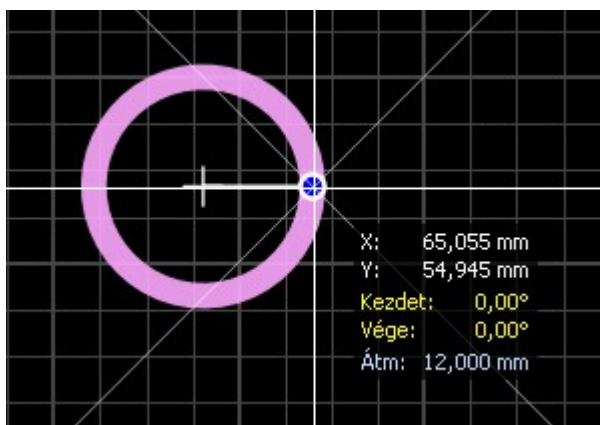 X: 65,055 mm
Y: 54,945 mm
Kezdet: 0,00°
Vége: 0,00°
Átm: 12,000 mm